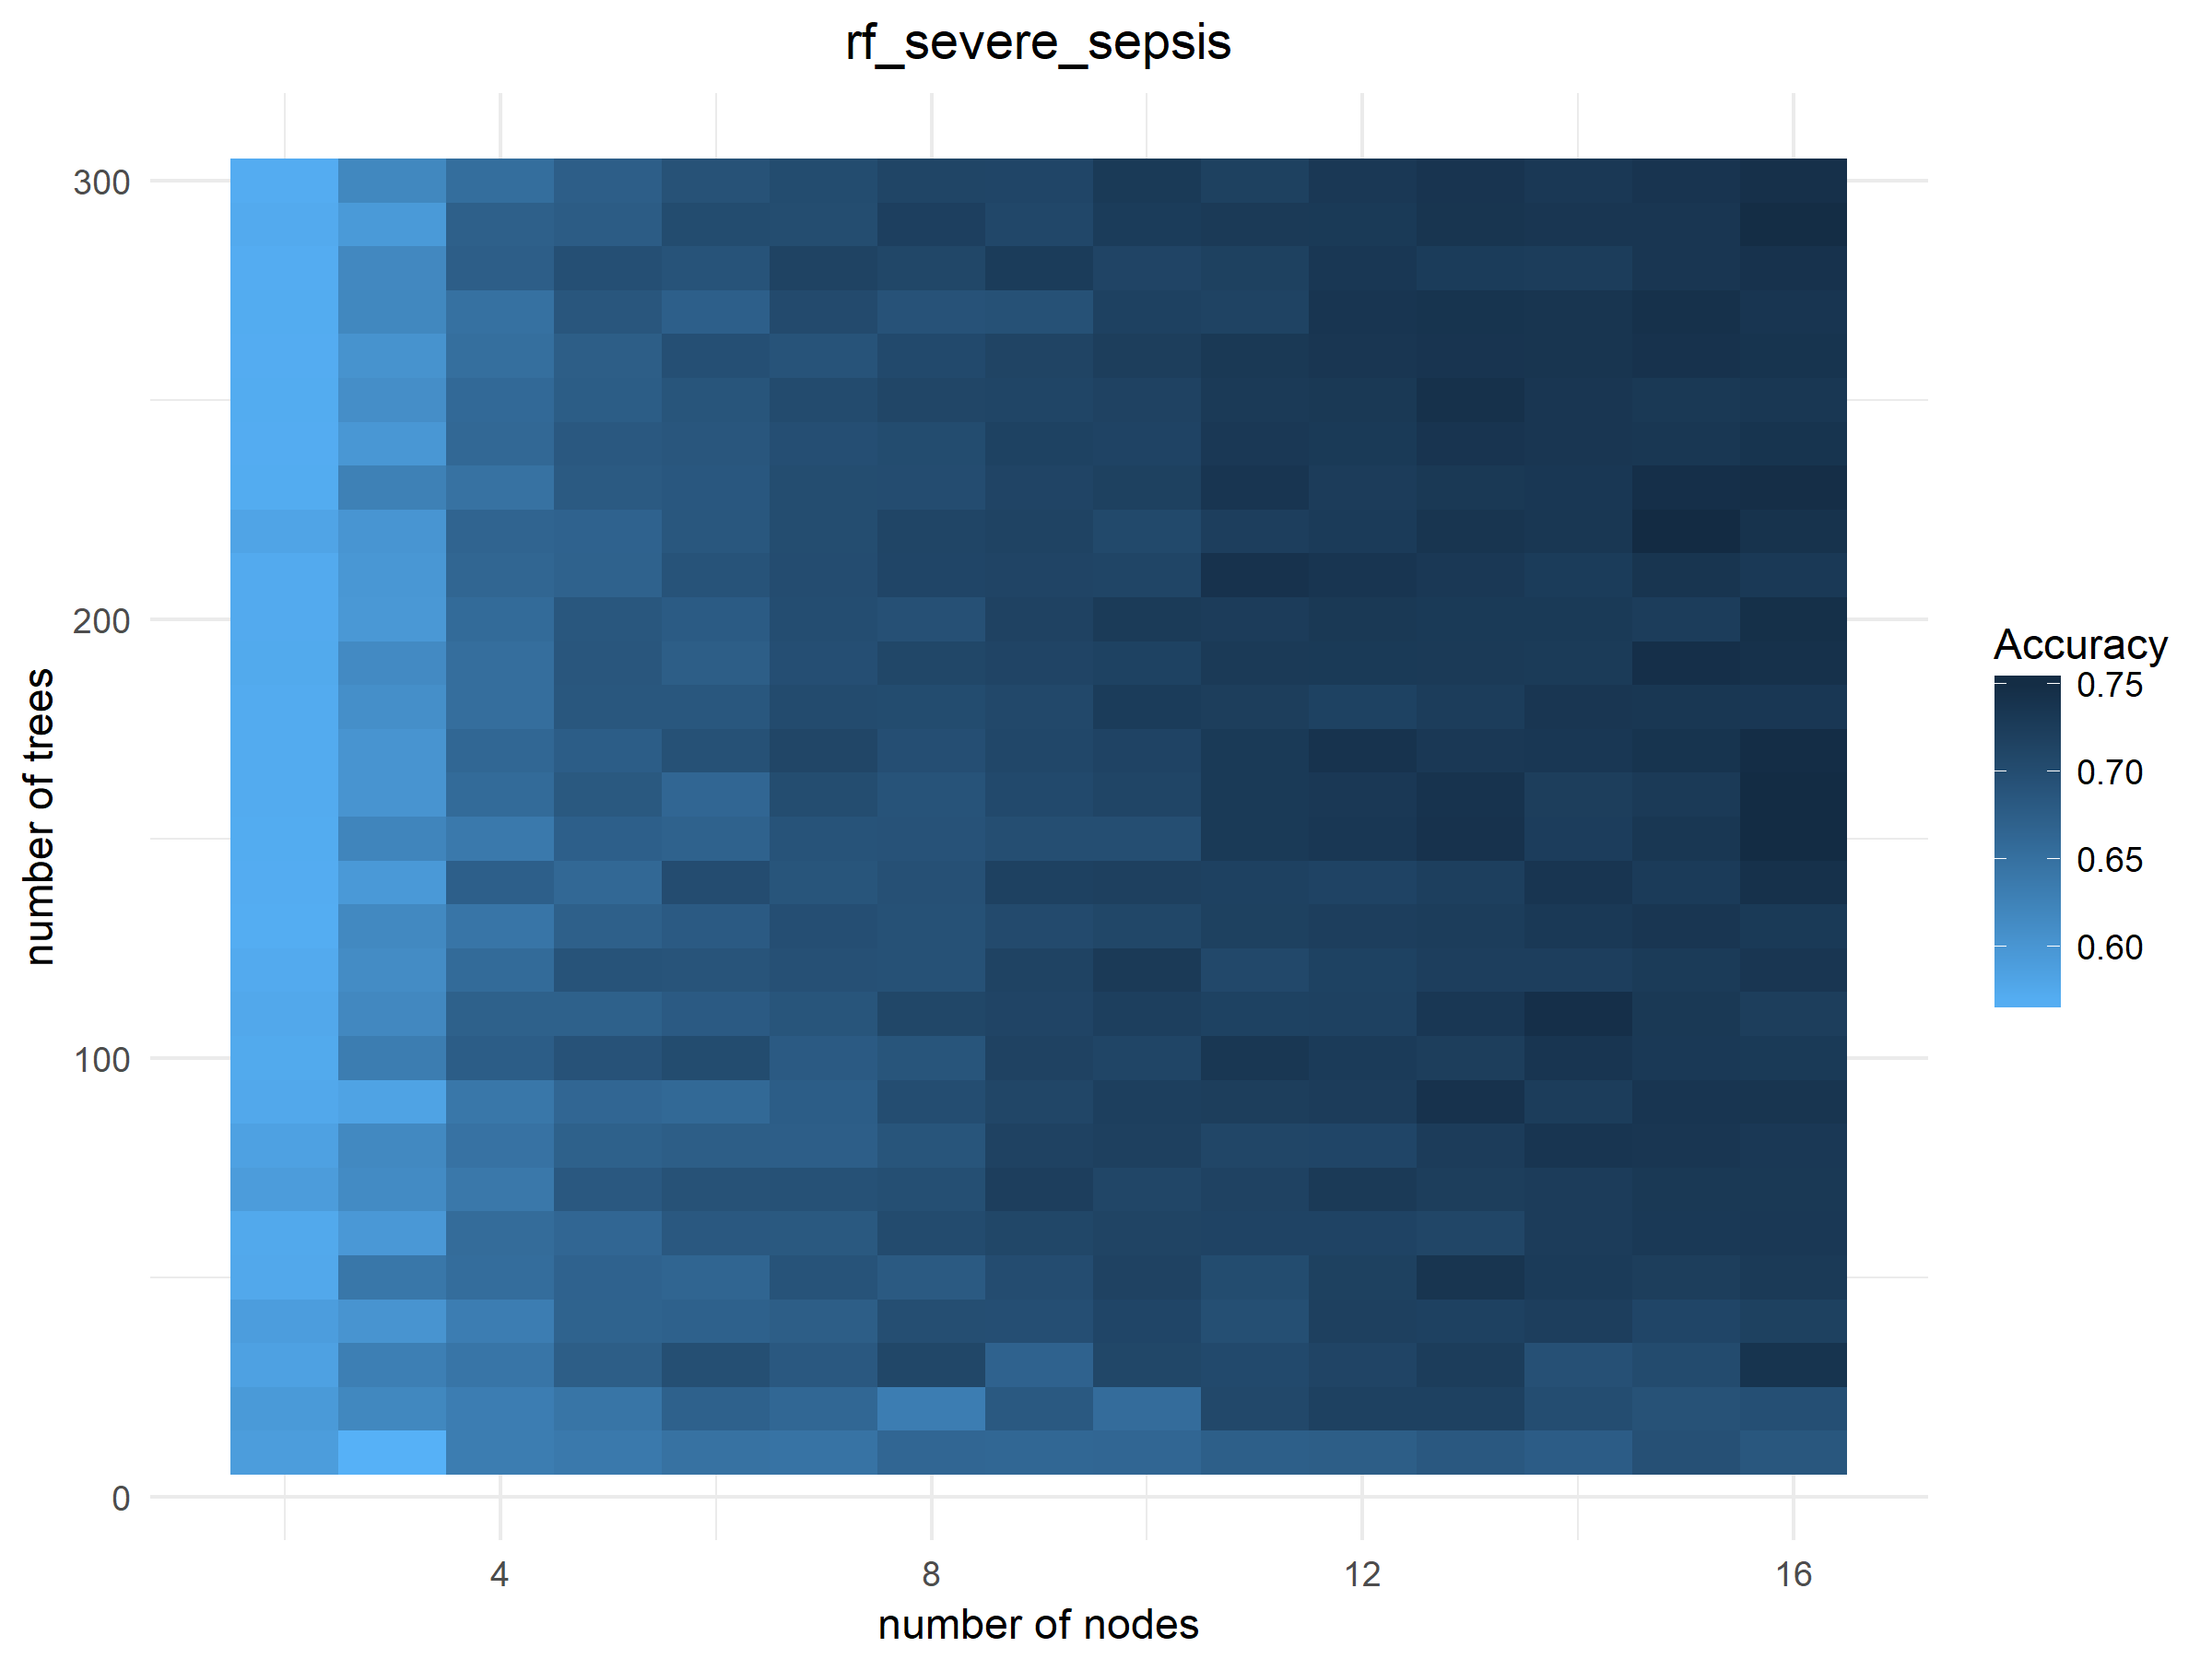 rf_severe_sepsis
300
200
100
0
number of trees
4 8 12 16
number of nodes
Accuracy
0.75
0.70
0.65
0.60